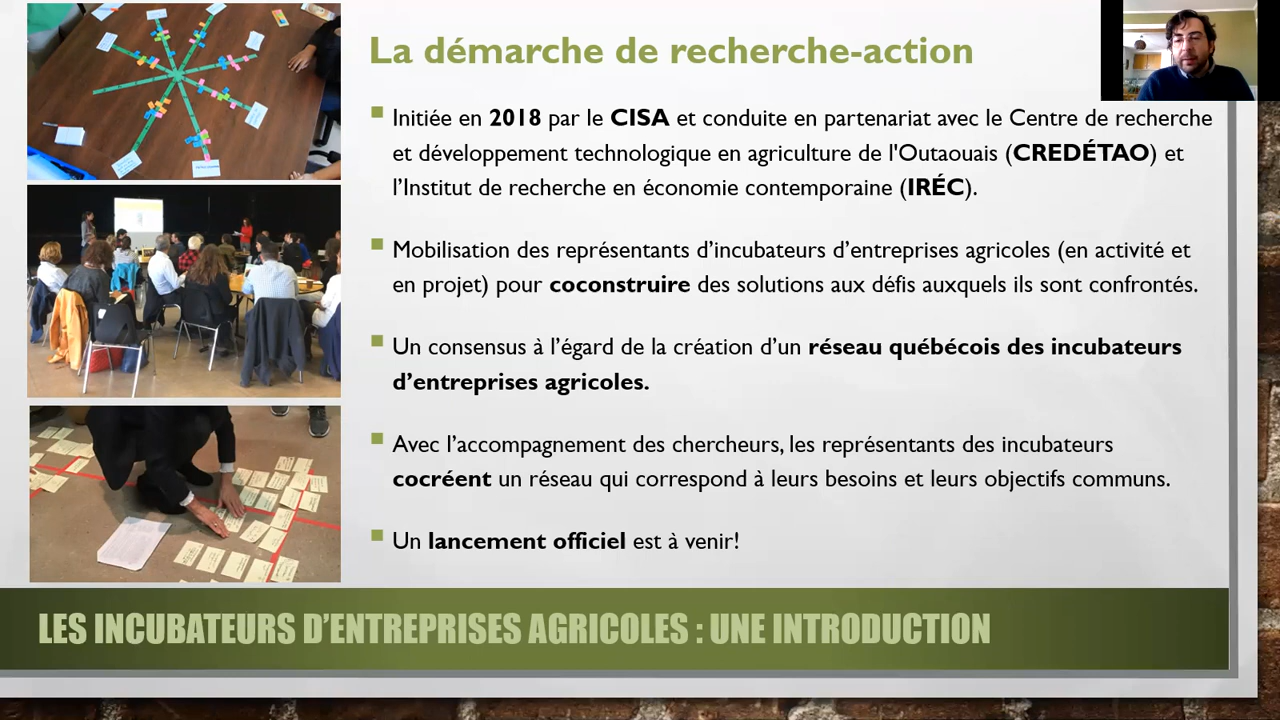 La démarche de recherche-action
Initiée en 2018 par le CISA et conduite en partenariat avec le Centre de recherche
et développement technologique en agriculture de l'Outaouais (CREDÉTAO) et
l’Institut de recherche en économie contemporaine (IRÉC).
Mobilisation des représentants d’incubateurs d’entreprises agricoles (en activité et
en projet) pour coconstruire des solutions aux défis auxquels ils sont confrontés.
Un consensus à l’égard de la création d’un réseau québécois des incubateurs
d’entreprises agricoles.
Avec l’accompagnement des chercheurs, les représentants des incubateurs
cocréent un réseau qui correspond à leurs besoins et leurs objectifs communs.
Un lancement officiel est à venir!
LES INCUBATEURS D’ENTREPRISES AGRICOLES : UNE INTRODUCTION